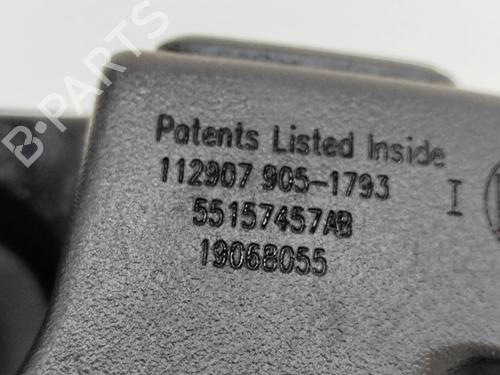 B-PARTS
Patents Listed Inside
112907 905-1793
55157457AB
19068055
I